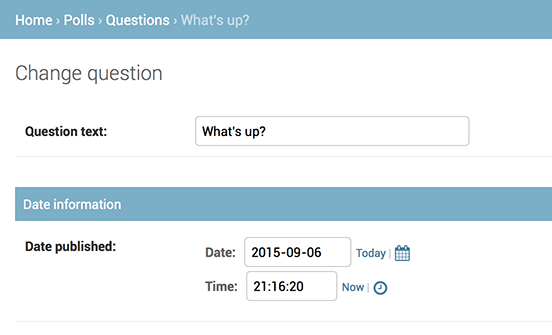 Home › Polls › Questions › What's up?
Change question
Question text: What's up?
Date information
Date published: Date: 2015-09-06 Today |
Time: 21:16:20 Now |